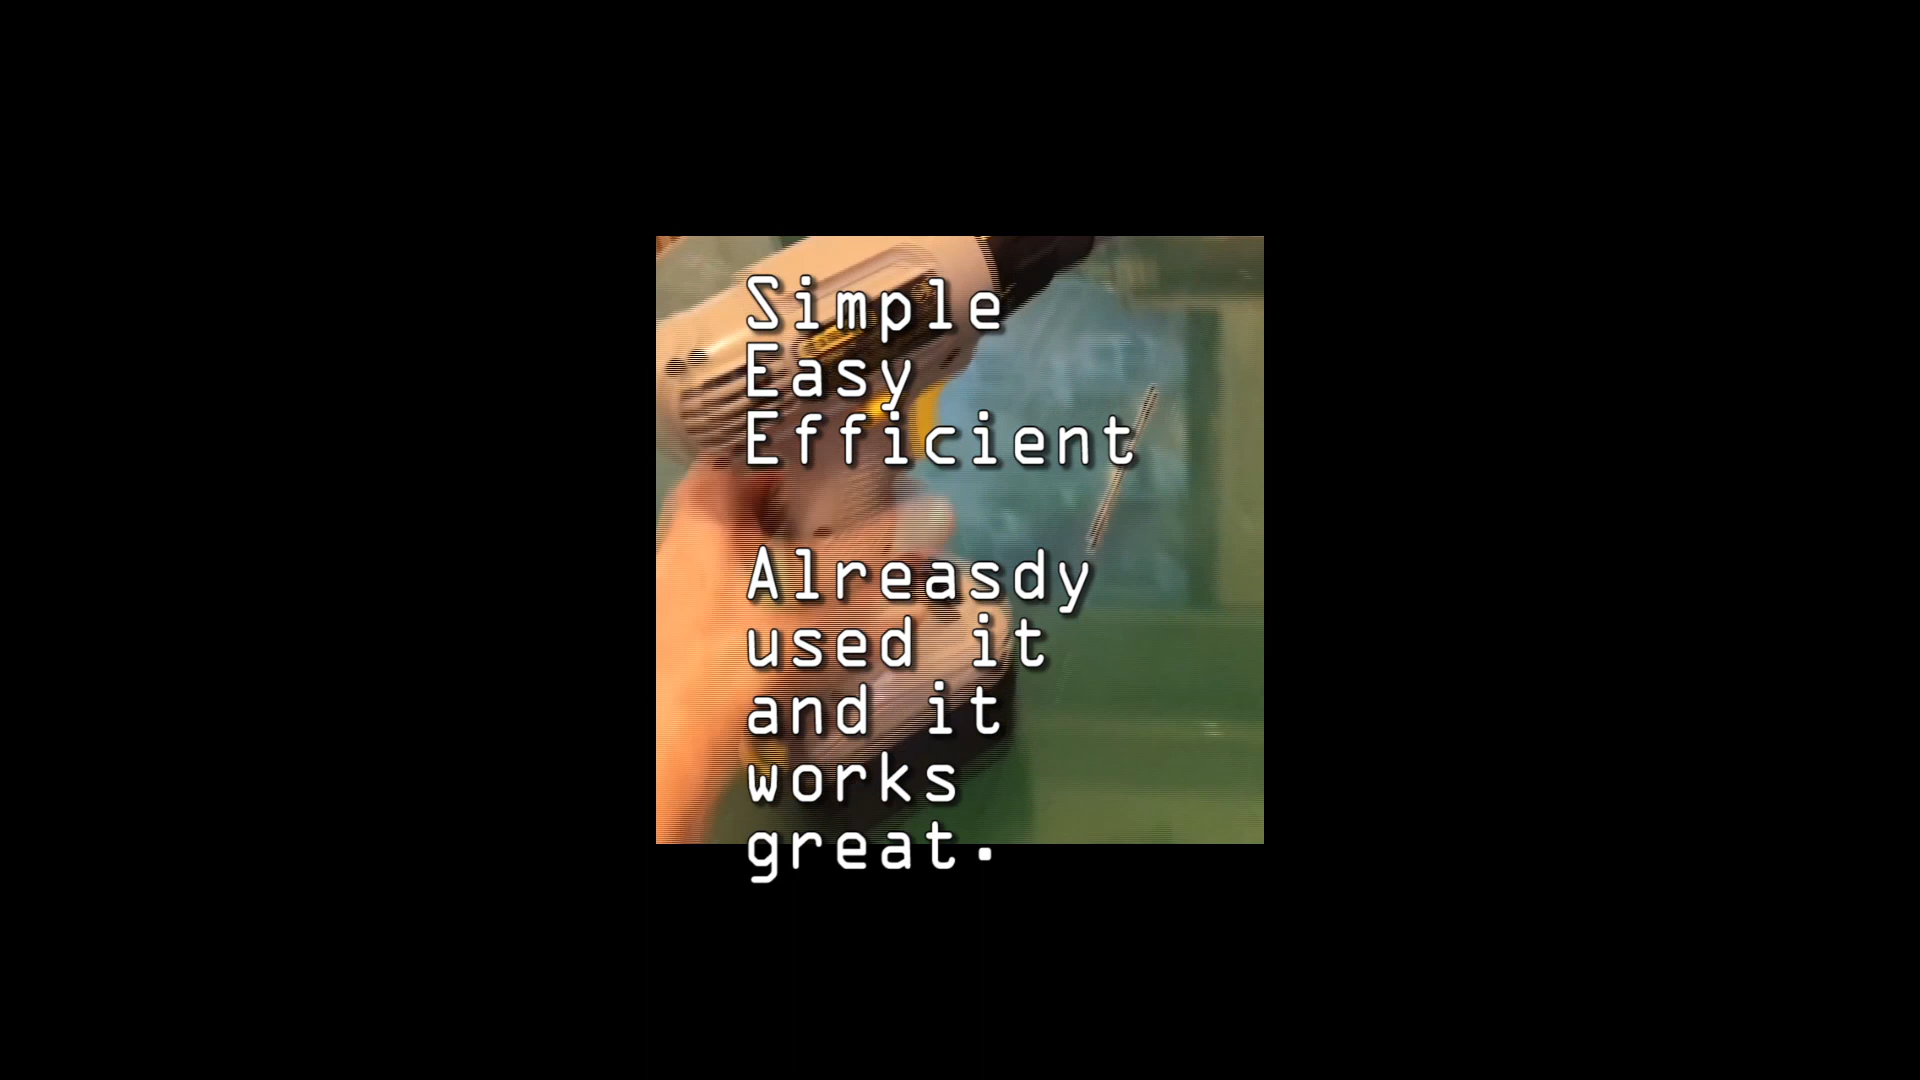 Simple
Easy
Efficient
Alreasdy
used it
and it
works
great.